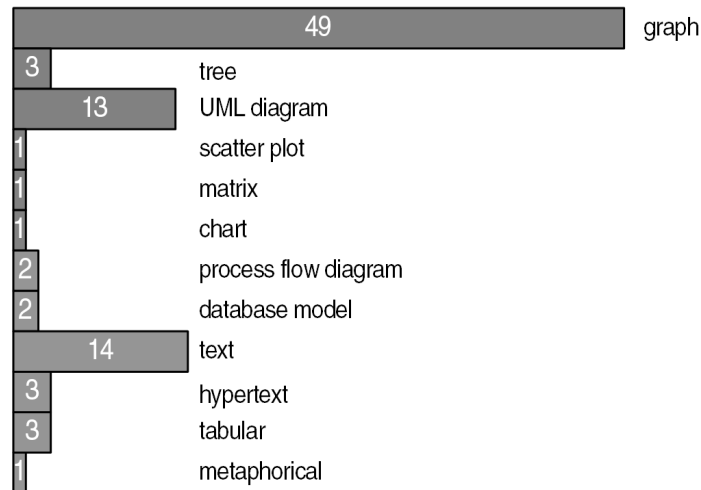 49 graph
3 tree
13 UML diagram
1 scatter plot
1 matrix
1 chart
2 process flow diagram
2 database model
14 text
3 hypertext
3 tabular
1 metaphorical